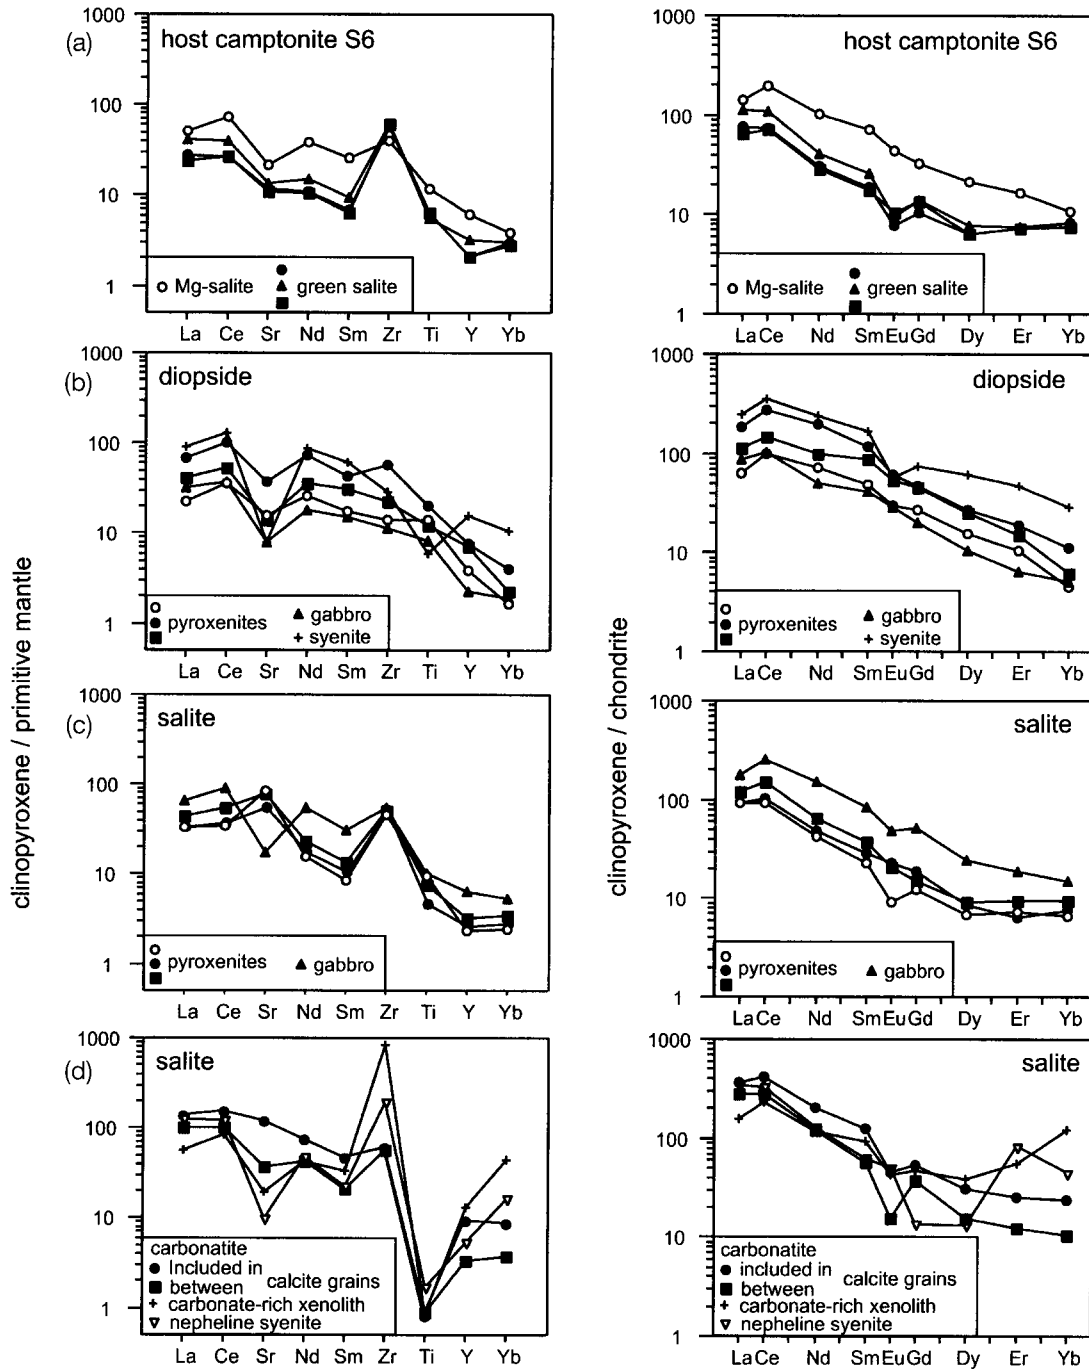 clinopyroxene / primitive mantle
(a)
host camptonite S6
1000
100
10
1
Mg-salite
green salite
La Ce Sr Nd Sm Zr Ti Y Yb
clinopyroxene / chondrite
host camptonite S6
1000
100
10
1
Mg-salite
green salite
La Ce Nd Sm Eu Gd Dy Er Yb
(b)
diopside
1000
100
10
1
pyroxenites
gabbro
syenite
La Ce Sr Nd Sm Zr Ti Y Yb
diopside
1000
100
10
1
pyroxenites
gabbro
syenite
La Ce Nd Sm Eu Gd Dy Er Yb
(c)
salite
1000
100
10
1
pyroxenites
gabbro
La Ce Sr Nd Sm Zr Ti Y Yb
salite
1000
100
10
1
pyroxenites
gabbro
La Ce Nd Sm Eu Gd Dy Er Yb
(d)
salite
1000
100
10
1
carbonatite
Included in
between
calcite grains
carbonate-rich xenolith
nepheline syenite
La Ce Sr Nd Sm Zr Ti Y Yb
salite
1000
100
10
1
carbonatite
included in
between
calcite grains
carbonate-rich xenolith
nepheline syenite
La Ce Nd Sm Eu Gd Dy Er Yb